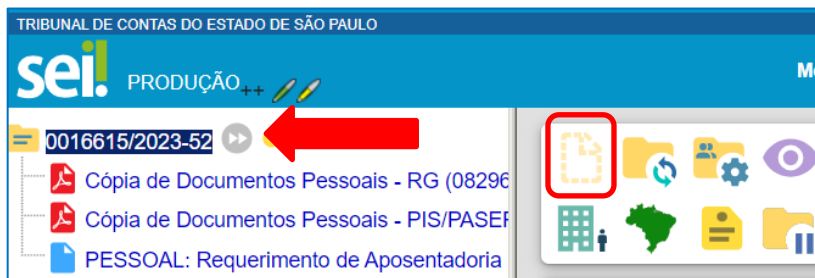 TRIBUNAL DE CONTAS DO ESTADO DE SÃO PAULO
sei! PRODUÇÃO++
0016615/2023-52
Cópia de Documentos Pessoais - RG (08296
Cópia de Documentos Pessoais - PIS/PASEP
PESSOAL: Requerimento de Aposentadoria